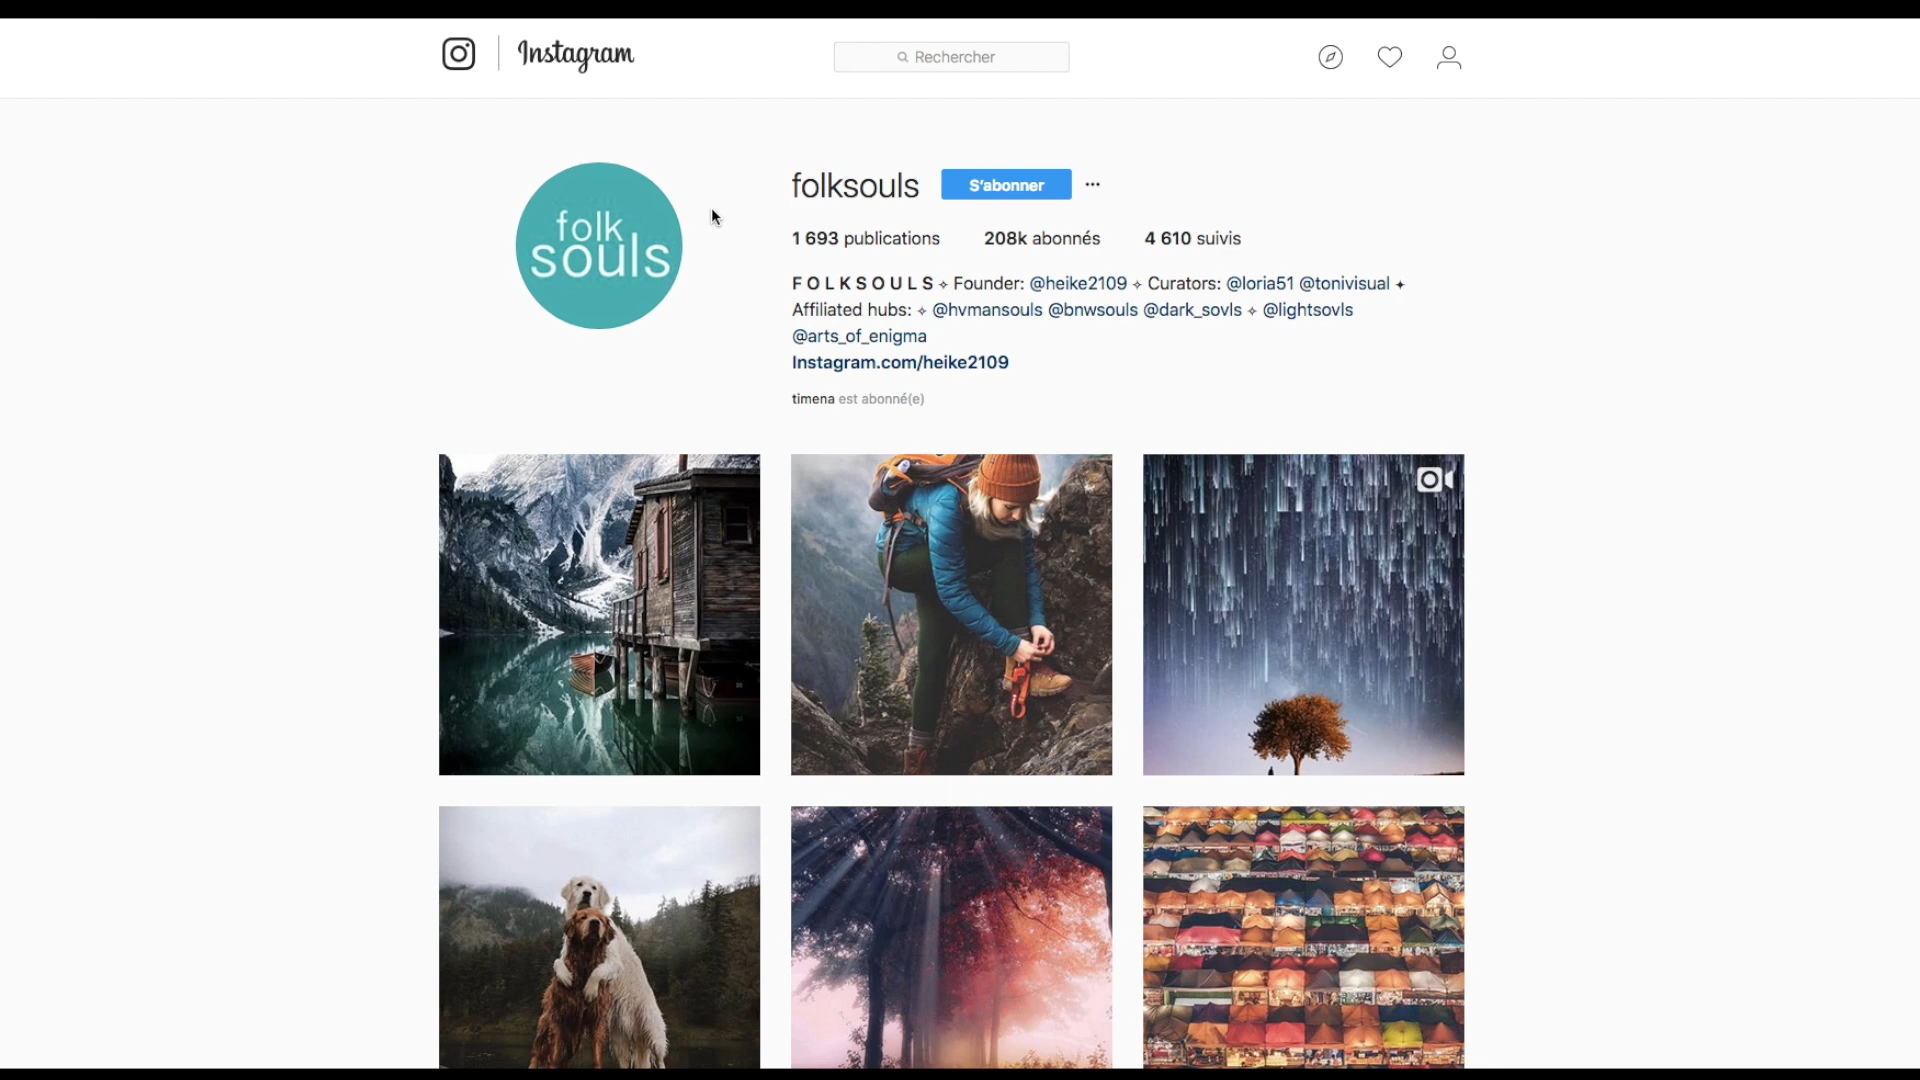 Instagram
Rechercher
folk
souls
folksouls S'abonner ...
1 693 publications 208k abonnés 4 610 suivis
F O L K S O U L S ✧ Founder: @heike2109 ✧ Curators: @loria51 @tonivisual ✦
Affiliated hubs: ✧ @hvmansouls @bnwsouls @dark_sovls ✧ @lightsovls
@arts_of_enigma
Instagram.com/heike2109
timena est abonné(e)